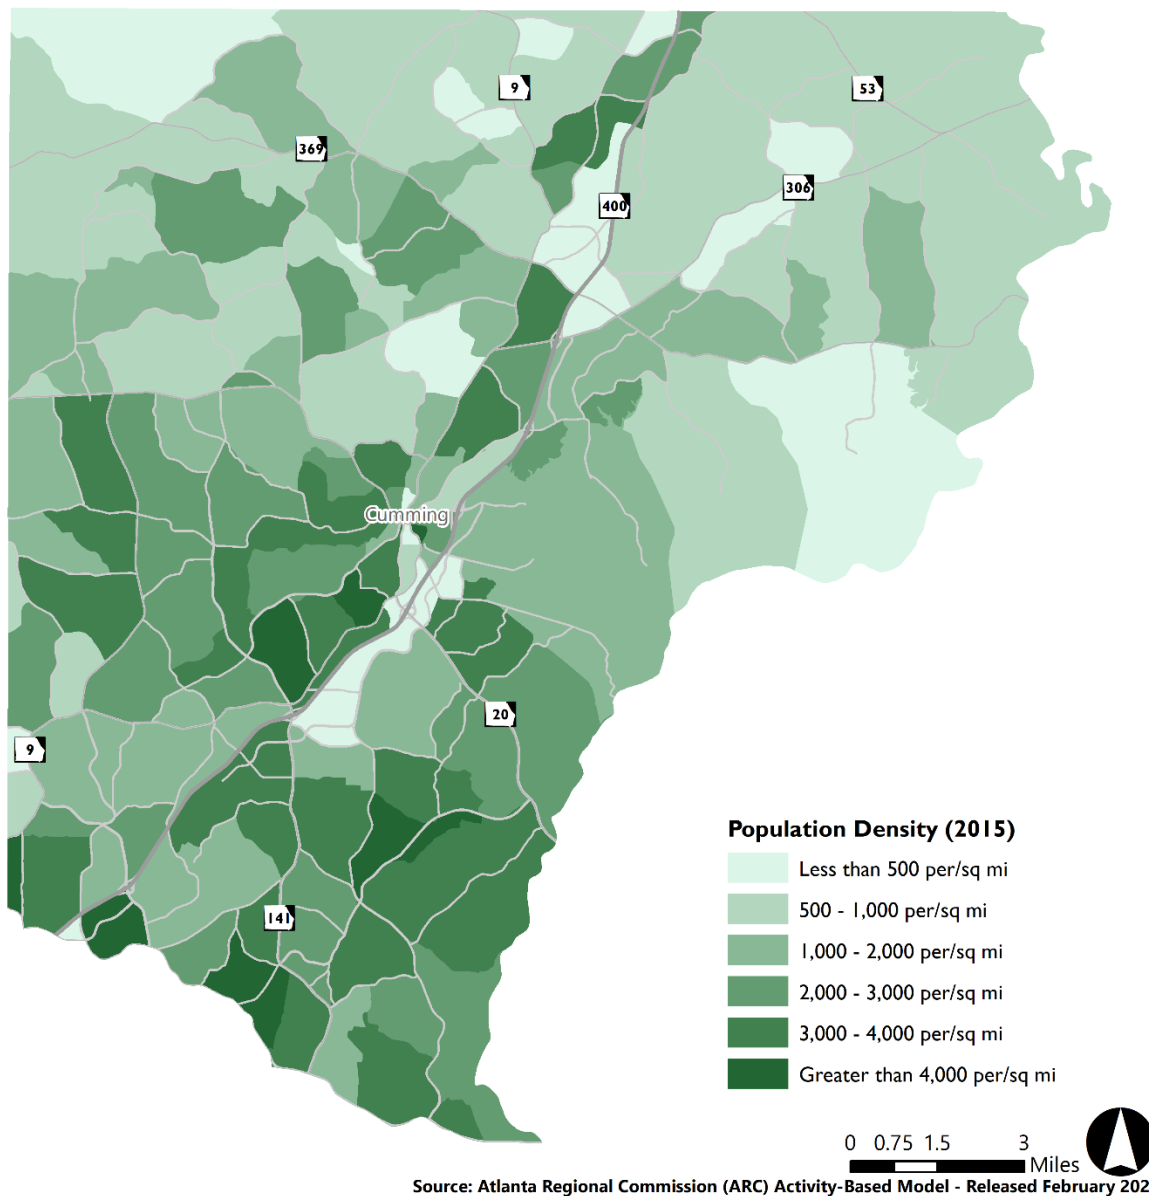 9
53
369
306
400
Cumming
20
9
141
Population Density (2015)
Less than 500 per/sq mi
500 - 1,000 per/sq mi
1,000 - 2,000 per/sq mi
2,000 - 3,000 per/sq mi
3,000 - 4,000 per/sq mi
Greater than 4,000 per/sq mi
0 0.75 1.5 3
Miles
Source: Atlanta Regional Commission (ARC) Activity-Based Model - Released February 202